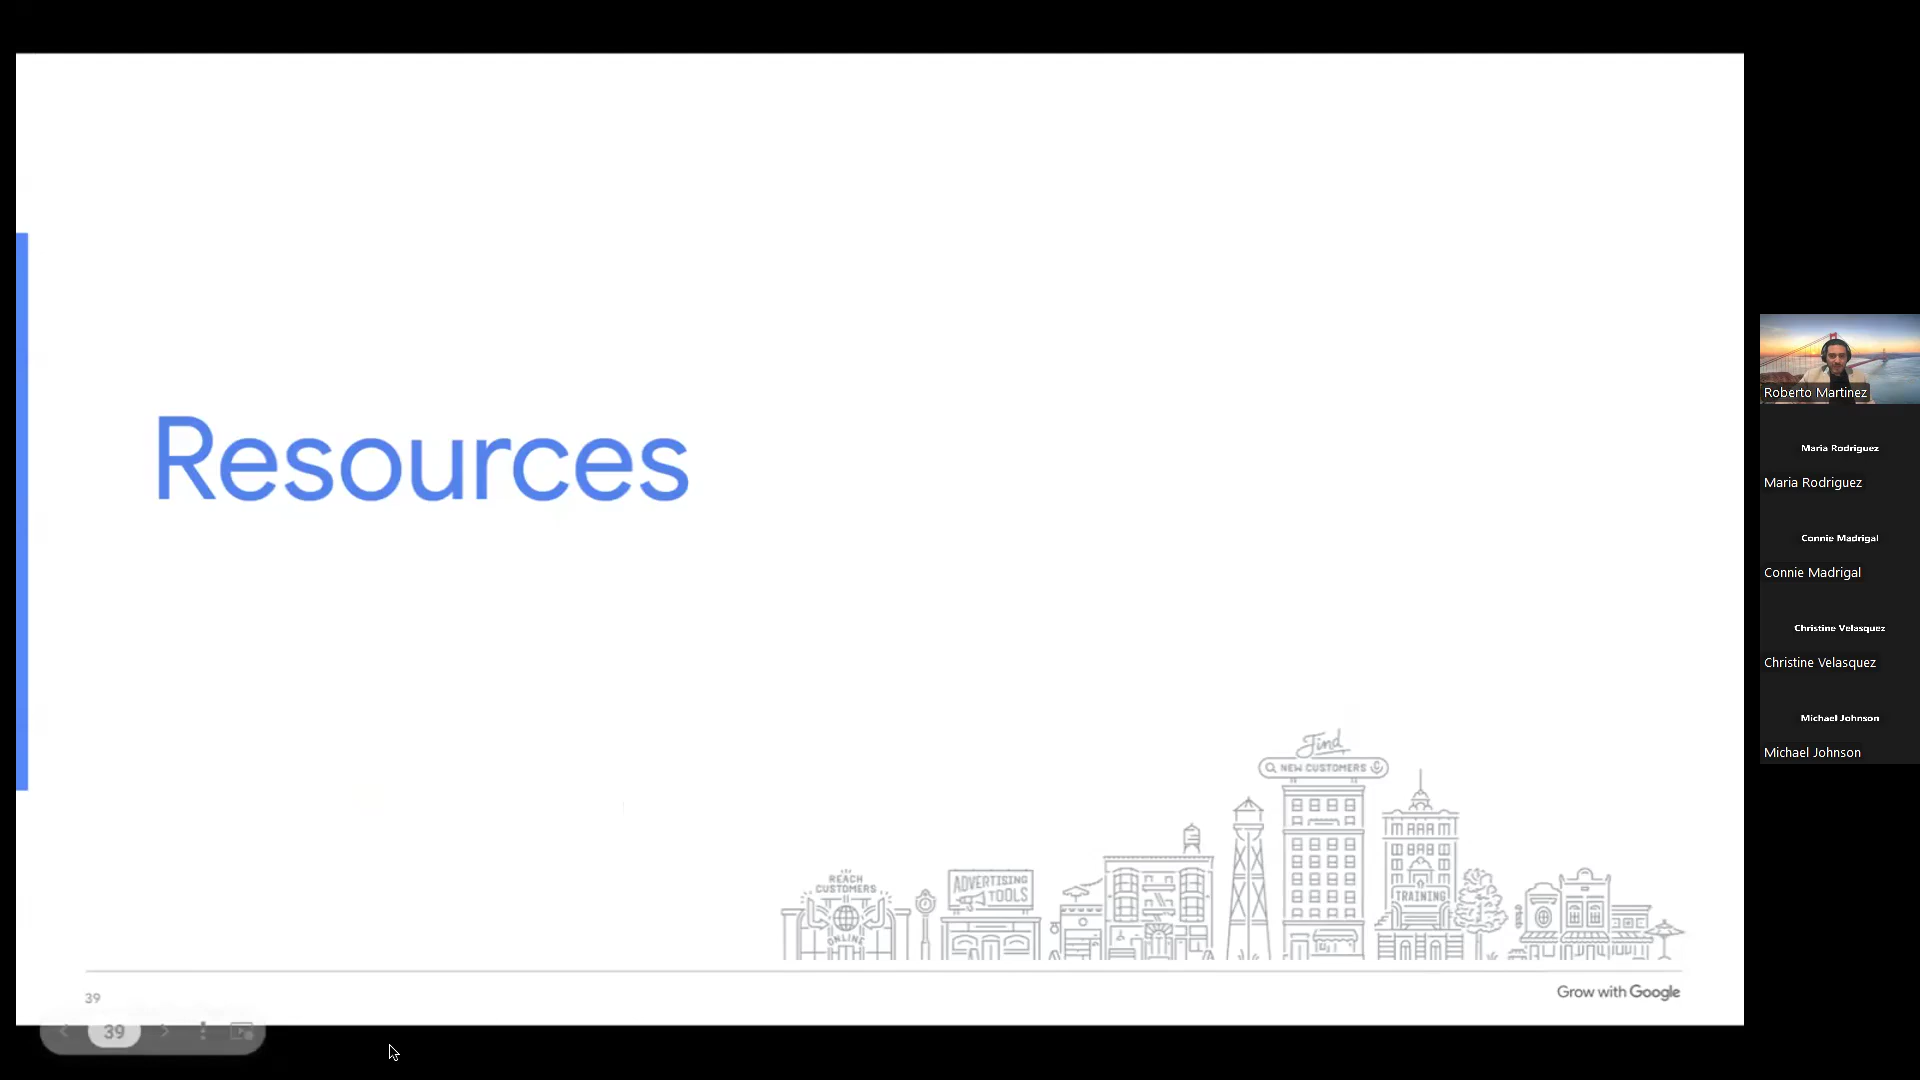 Resources
Find
NEW CUSTOMERS
REACH
CUSTOMERS
ONLINE
ADVERTISING
TOOLS
TRAINING
39
Grow with Google
39
Roberto Martinez
Maria Rodriguez
Maria Rodriguez
Connie Madrigal
Connie Madrigal
Christine Velasquez
Christine Velasquez
Michael Johnson
Michael Johnson